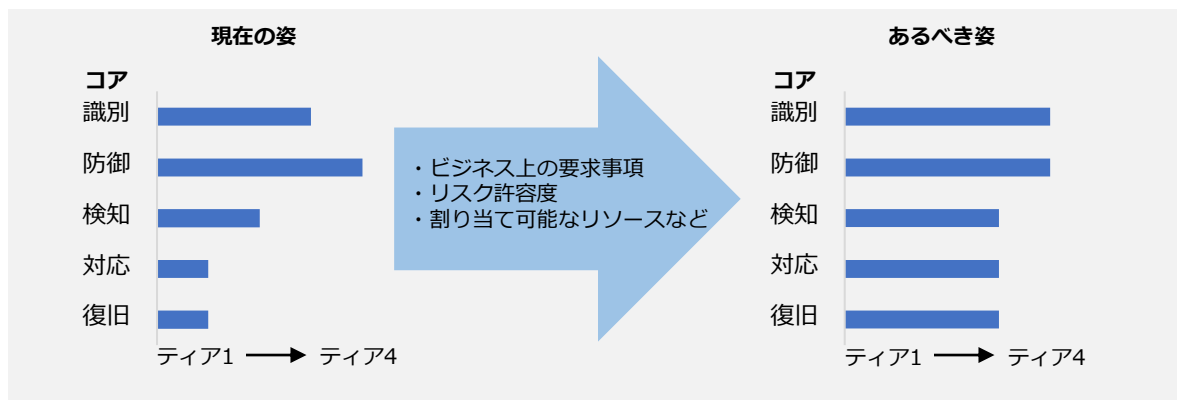 現在の姿
コア
識別
防御
検知
対応
復旧
ティア1
ティア4
・ビジネス上の要求事項
・リスク許容度
・割り当て可能なリソースなど
あるべき姿
コア
識別
防御
検知
対応
復旧
ティア1
ティア4